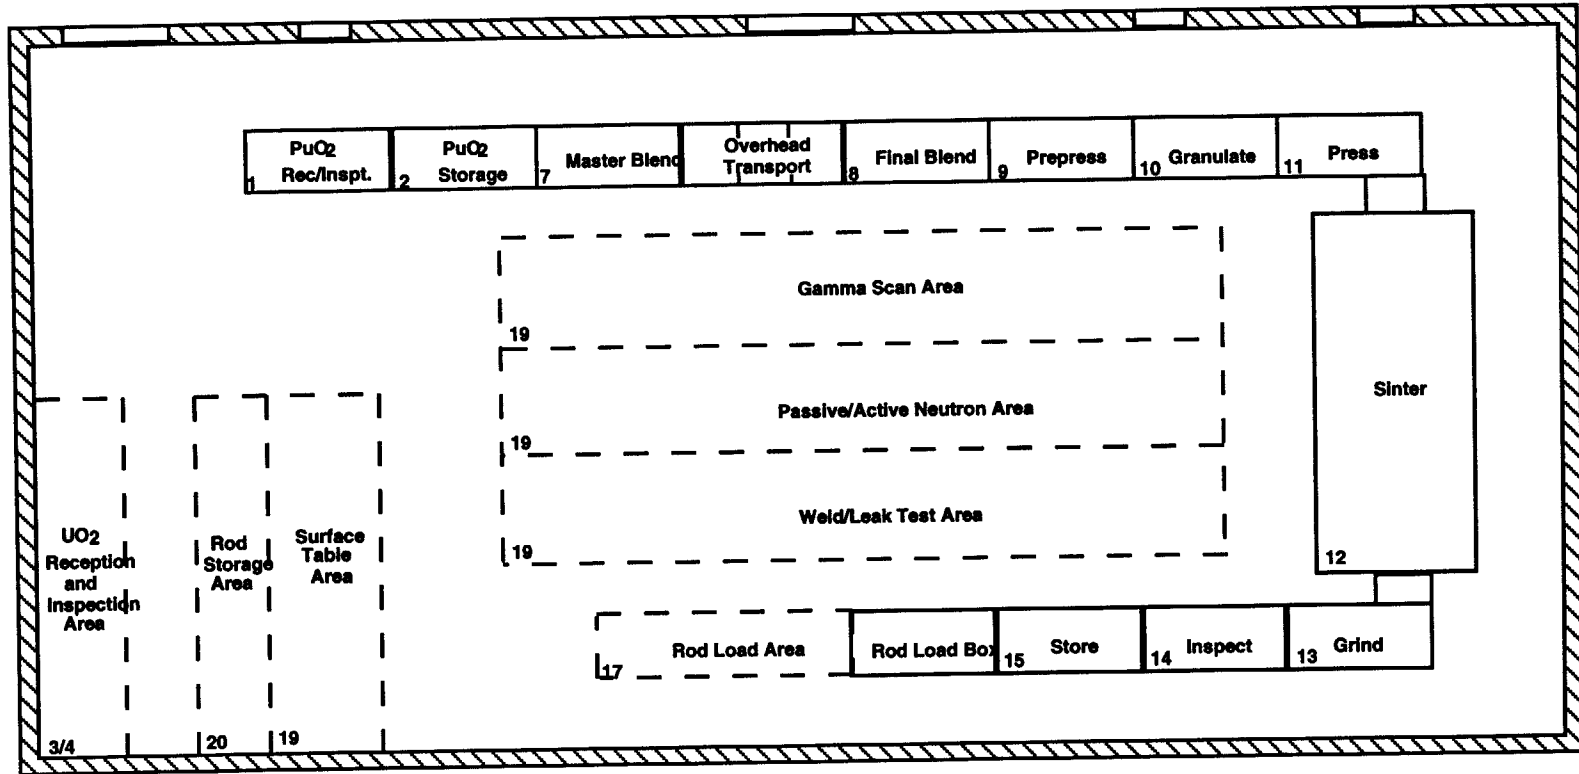 PuO2
Rec/Inspt.
1
PuO2
Storage
2
Master Blend
7
Overhead
Transport
Final Blend
8
Prepress
9
Granulate
10
Press
11
Gamma Scan Area
19
Passive/Active Neutron Area
19
Weld/Leak Test Area
19
Sinter
12
UO2
Reception
and
Inspection
Area
3/4
Rod
Storage
Area
20
Surface
Table
Area
19
Rod Load Area
17
Rod Load Box
Store
15
Inspect
14
Grind
13